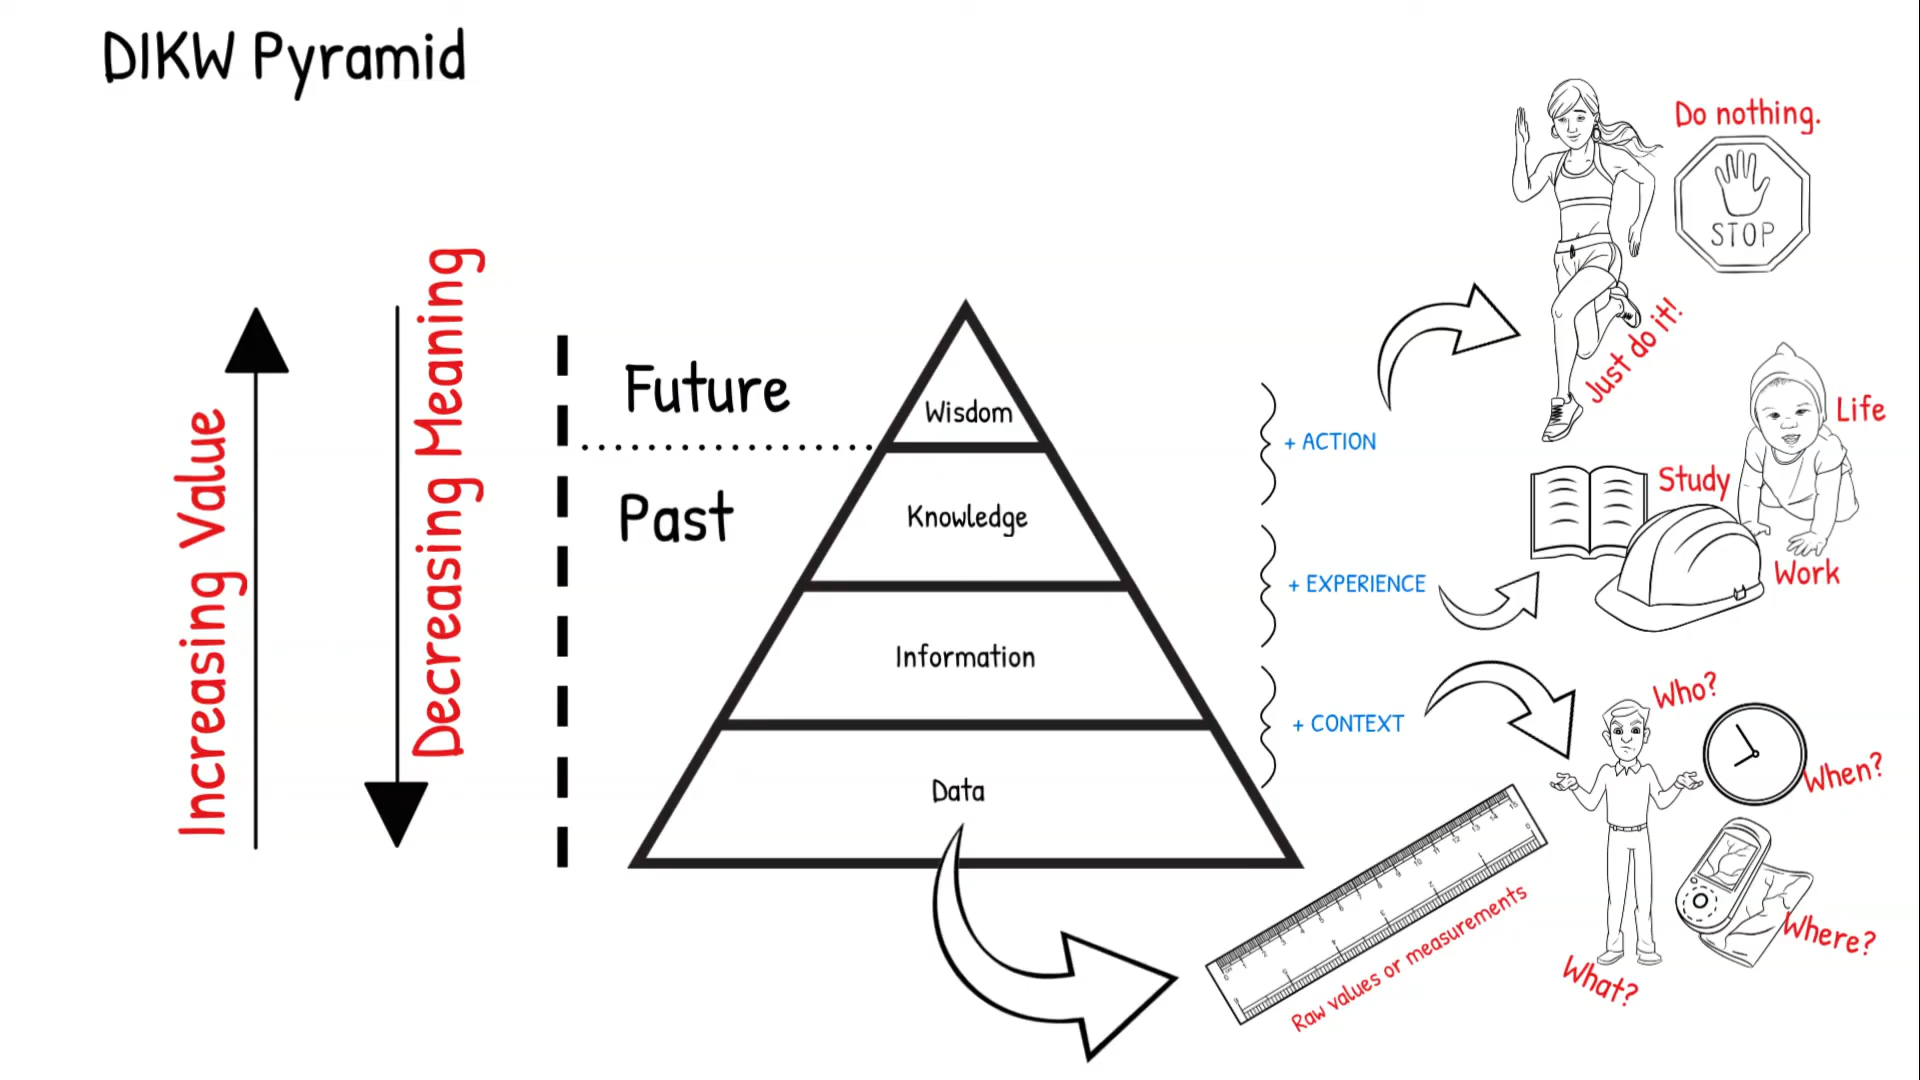 DIKW Pyramid
Increasing Value
Decreasing Meaning
Future
Past
Wisdom
Knowledge
Information
Data
+ ACTION
+ EXPERIENCE
+ CONTEXT
Do nothing.
STOP
Just do it!
Life
Study
Work
Who?
When?
Where?
What?
Raw values or measurements